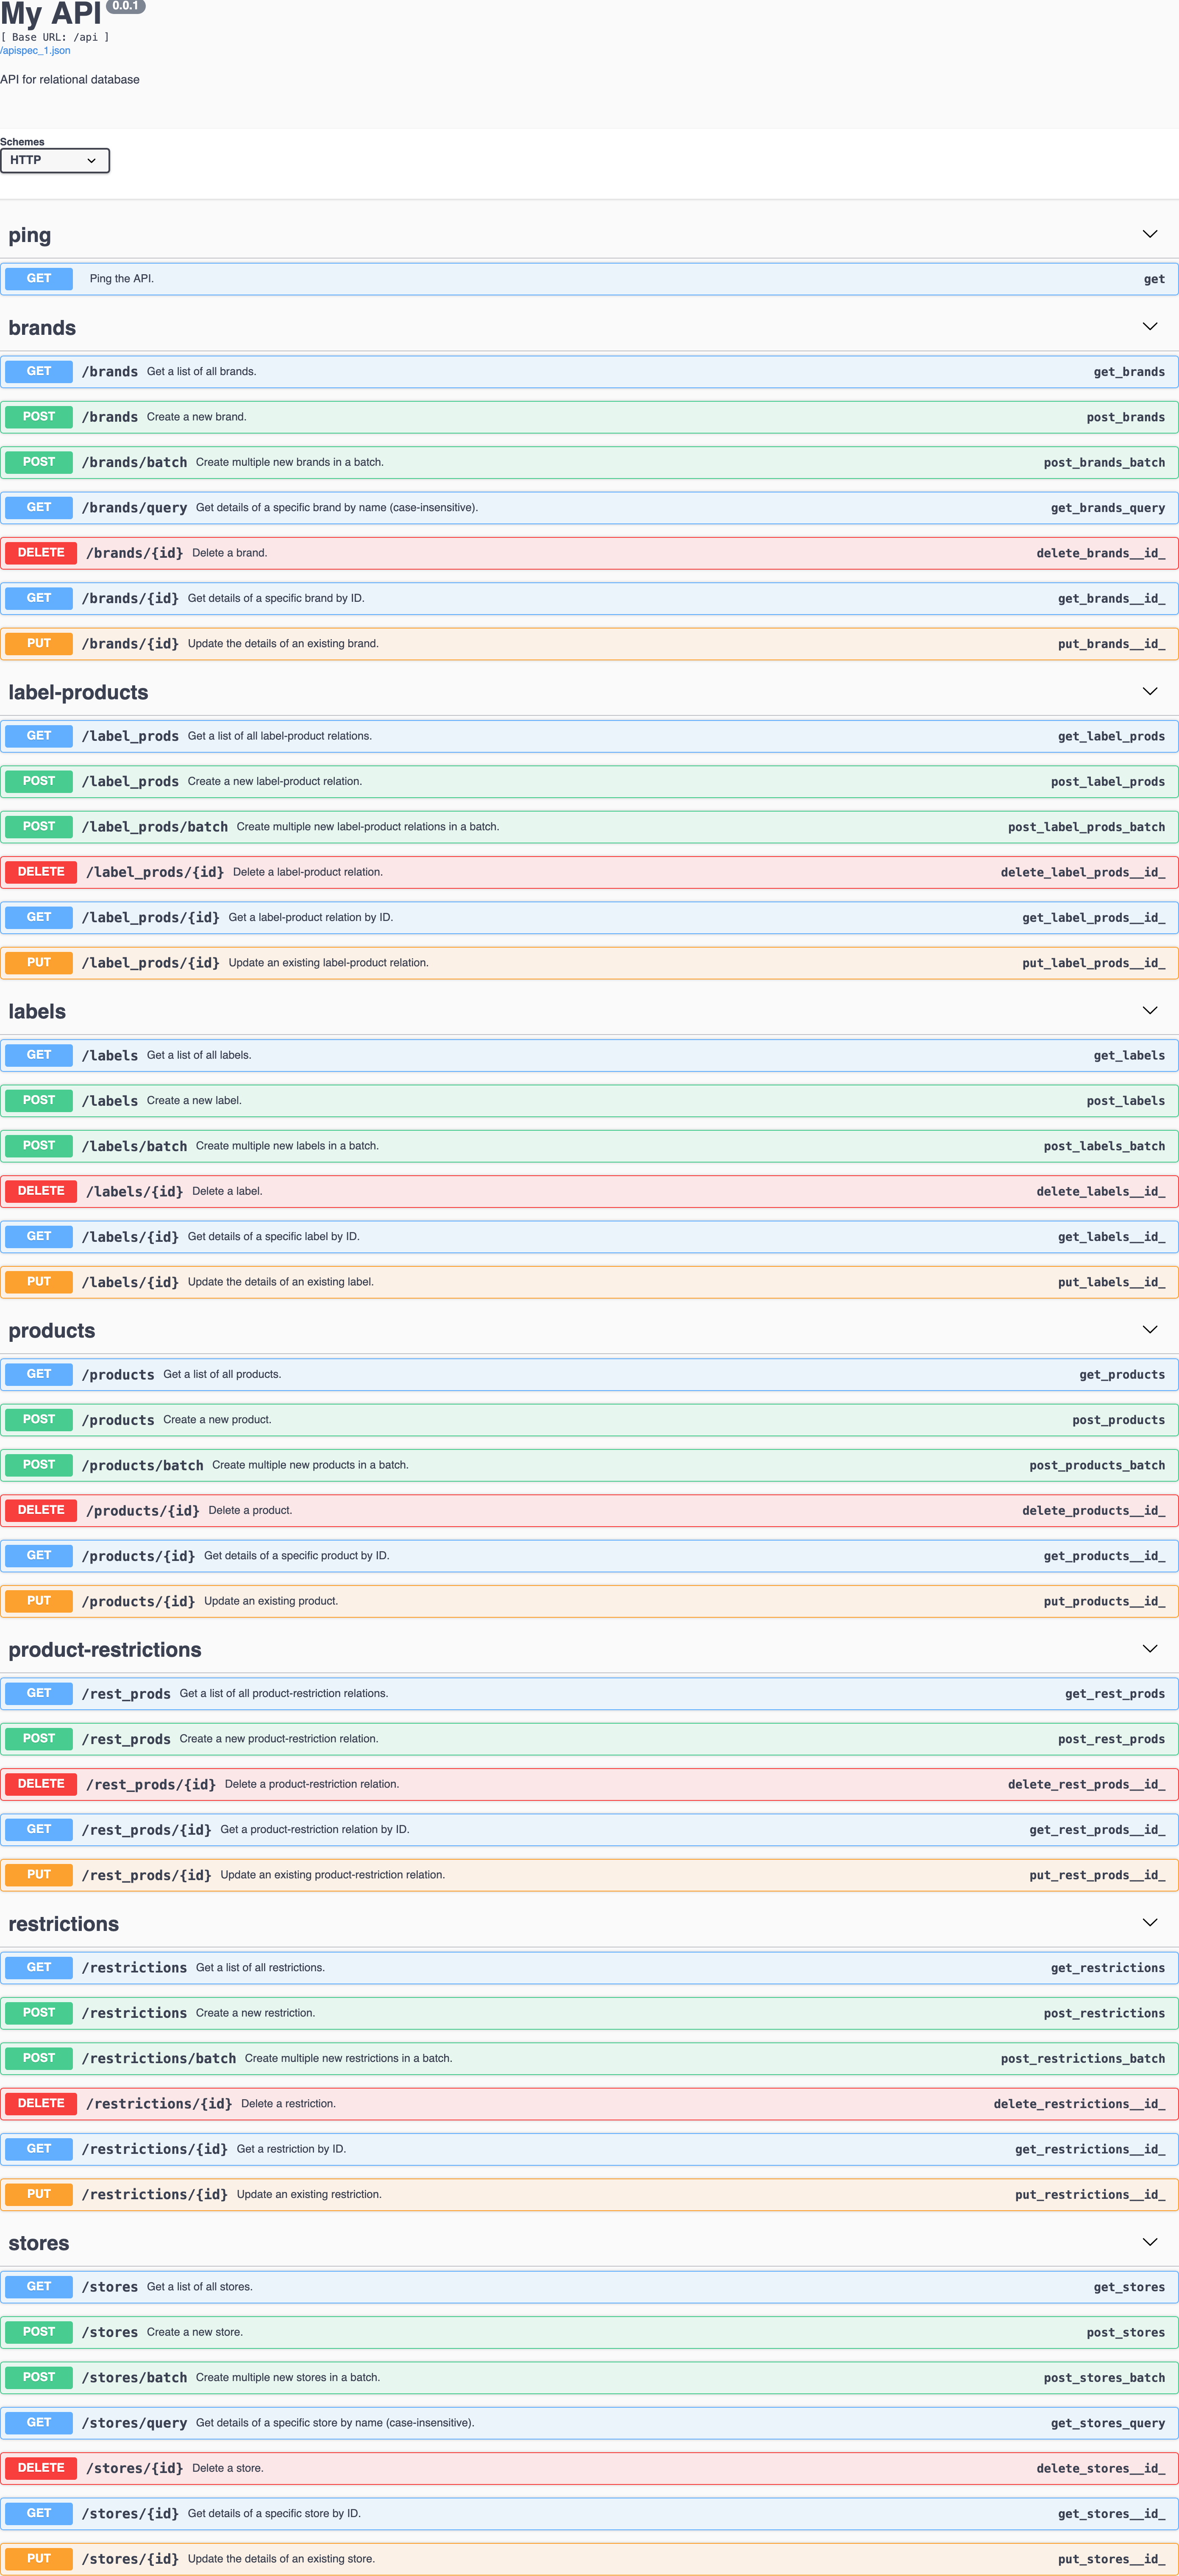 My API 0.0.1
[ Base URL: /api ]
/apispec_1.json
API for relational database
Schemes
HTTP
ping
GET Ping the API. get
brands
GET /brands Get a list of all brands. get_brands
POST /brands Create a new brand. post_brands
POST /brands/batch Create multiple new brands in a batch. post_brands_batch
GET /brands/query Get details of a specific brand by name (case-insensitive). get_brands_query
DELETE /brands/{id} Delete a brand. delete_brands__id_
GET /brands/{id} Get details of a specific brand by ID. get_brands__id_
PUT /brands/{id} Update the details of an existing brand. put_brands__id_
label-products
GET /label_prods Get a list of all label-product relations. get_label_prods
POST /label_prods Create a new label-product relation. post_label_prods
POST /label_prods/batch Create multiple new label-product relations in a batch. post_label_prods_batch
DELETE /label_prods/{id} Delete a label-product relation. delete_label_prods__id_
GET /label_prods/{id} Get a label-product relation by ID. get_label_prods__id_
PUT /label_prods/{id} Update an existing label-product relation. put_label_prods__id_
labels
GET /labels Get a list of all labels. get_labels
POST /labels Create a new label. post_labels
POST /labels/batch Create multiple new labels in a batch. post_labels_batch
DELETE /labels/{id} Delete a label. delete_labels__id_
GET /labels/{id} Get details of a specific label by ID. get_labels__id_
PUT /labels/{id} Update the details of an existing label. put_labels__id_
products
GET /products Get a list of all products. get_products
POST /products Create a new product. post_products
POST /products/batch Create multiple new products in a batch. post_products_batch
DELETE /products/{id} Delete a product. delete_products__id_
GET /products/{id} Get details of a specific product by ID. get_products__id_
PUT /products/{id} Update an existing product. put_products__id_
product-restrictions
GET /rest_prods Get a list of all product-restriction relations. get_rest_prods
POST /rest_prods Create a new product-restriction relation. post_rest_prods
DELETE /rest_prods/{id} Delete a product-restriction relation. delete_rest_prods__id_
GET /rest_prods/{id} Get a product-restriction relation by ID. get_rest_prods__id_
PUT /rest_prods/{id} Update an existing product-restriction relation. put_rest_prods__id_
restrictions
GET /restrictions Get a list of all restrictions. get_restrictions
POST /restrictions Create a new restriction. post_restrictions
POST /restrictions/batch Create multiple new restrictions in a batch. post_restrictions_batch
DELETE /restrictions/{id} Delete a restriction. delete_restrictions__id_
GET /restrictions/{id} Get a restriction by ID. get_restrictions__id_
PUT /restrictions/{id} Update an existing restriction. put_restrictions__id_
stores
GET /stores Get a list of all stores. get_stores
POST /stores Create a new store. post_stores
POST /stores/batch Create multiple new stores in a batch. post_stores_batch
GET /stores/query Get details of a specific store by name (case-insensitive). get_stores_query
DELETE /stores/{id} Delete a store. delete_stores__id_
GET /stores/{id} Get details of a specific store by ID. get_stores__id_
PUT /stores/{id} Update the details of an existing store. put_stores__id_